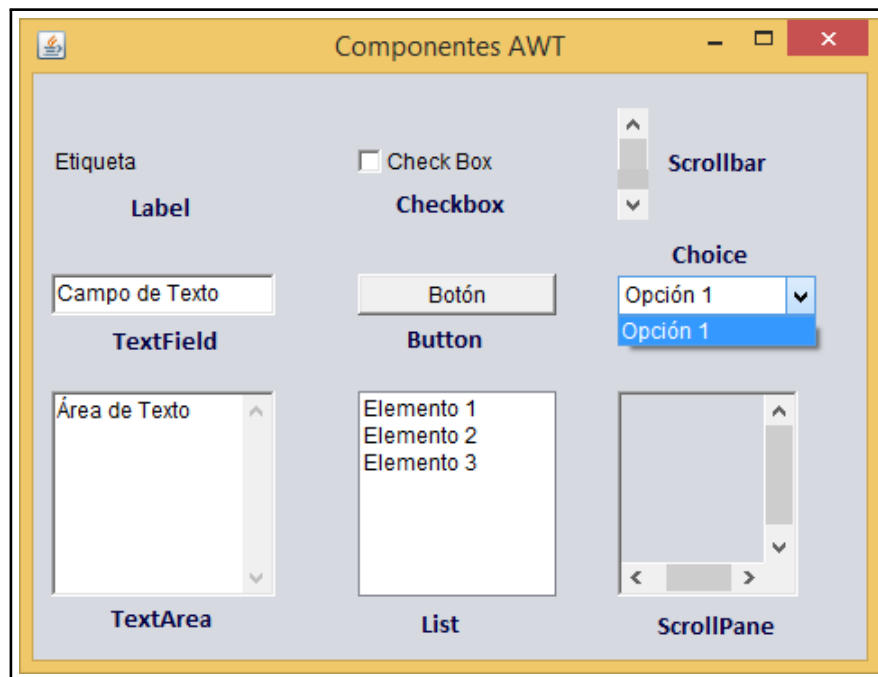 Componentes AWT
Etiqueta
Label
Check Box
Checkbox
Scrollbar
Campo de Texto
TextField
Botón
Button
Choice
Opción 1
Opción 1
Área de Texto
TextArea
Elemento 1
Elemento 2
Elemento 3
List
ScrollPane